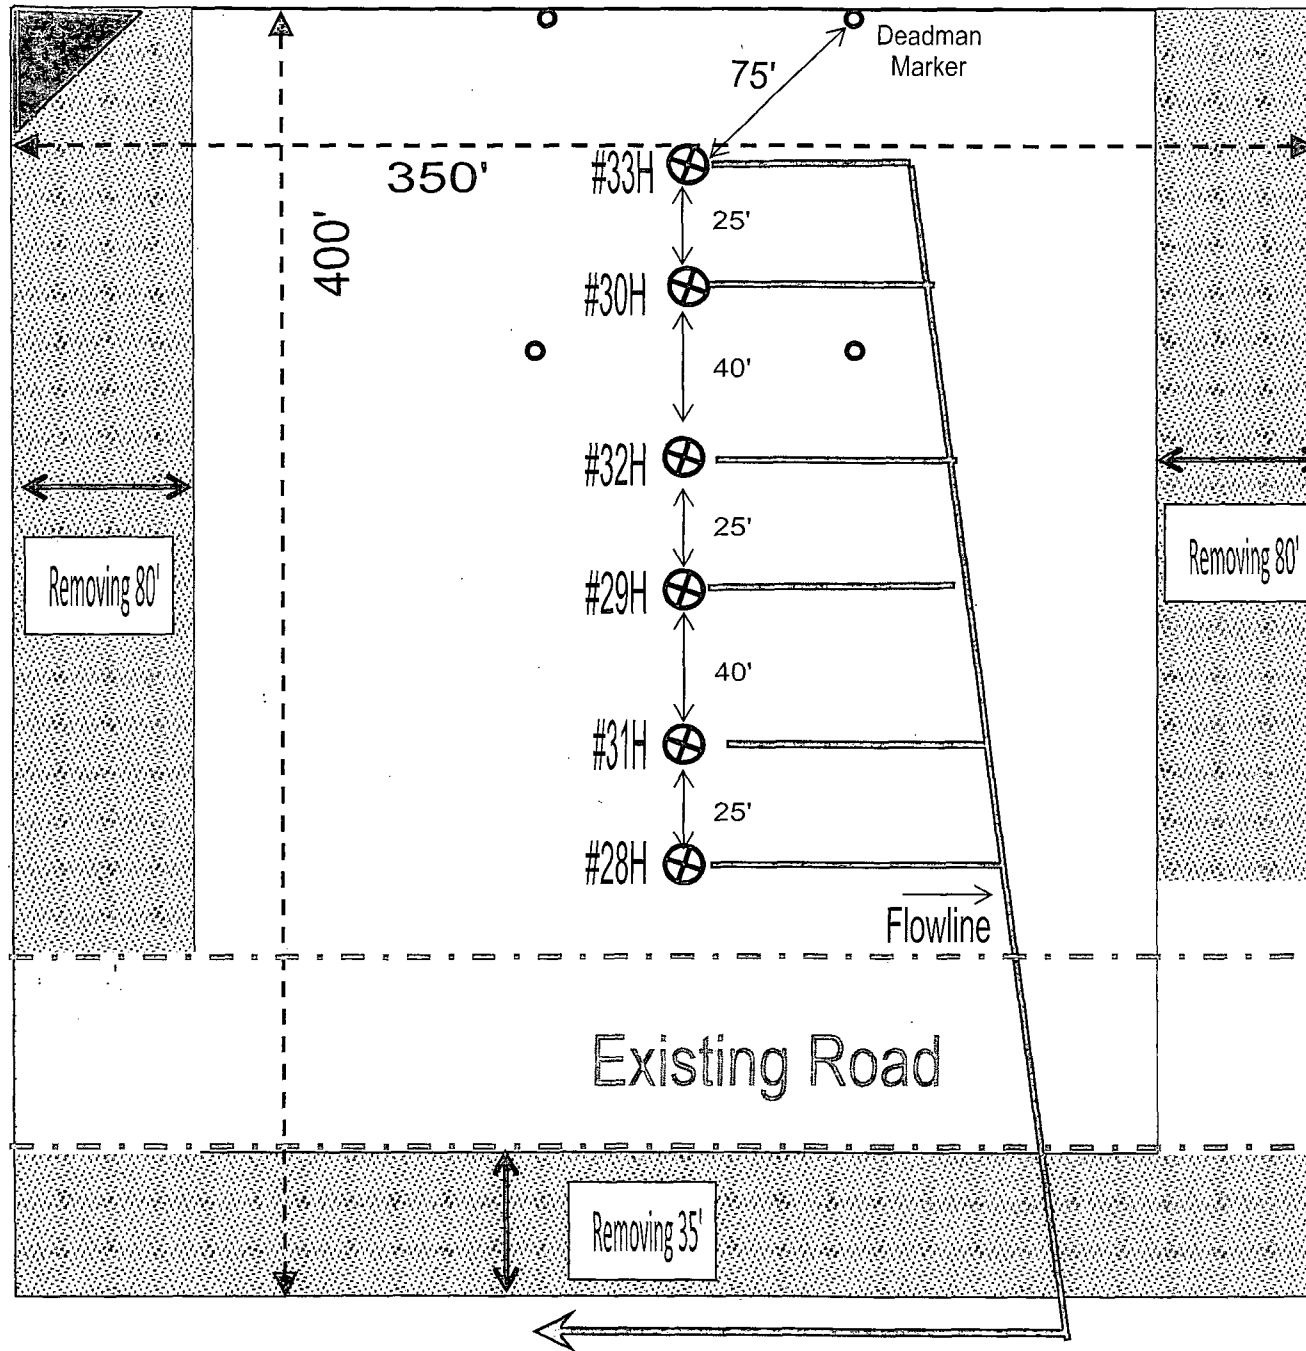 Deadman
Marker
75'
350'
400'
#33H
25'
#30H
40'
#32H
25'
#29H
40'
#31H
25'
#28H
Removing 80'
Removing 80'
Flowline
Existing Road
Removing 35'